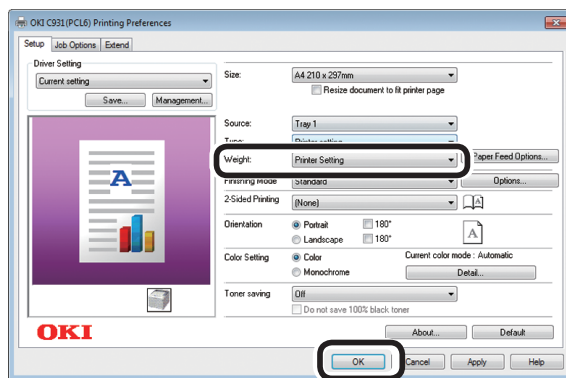 OKI C931(PCL6) Printing Preferences
Setup Job Options Extend
Driver Setting
Current setting
Save... Management...
A
OKI
Size: A4 210 x 297mm
Resize document to fit printer page
Source: Tray 1
Type: Printer setting
Weight: Printer Setting Paper Feed Options...
Finishing Mode Standard Options...
2-Sided Printing (None) A
Orientation Portrait 180°
Landscape 180° A
Color Setting Color Current color mode : Automatic
Monochrome Detail...
Toner saving Off
Do not save 100% black toner
About... Default
OK Cancel Apply Help